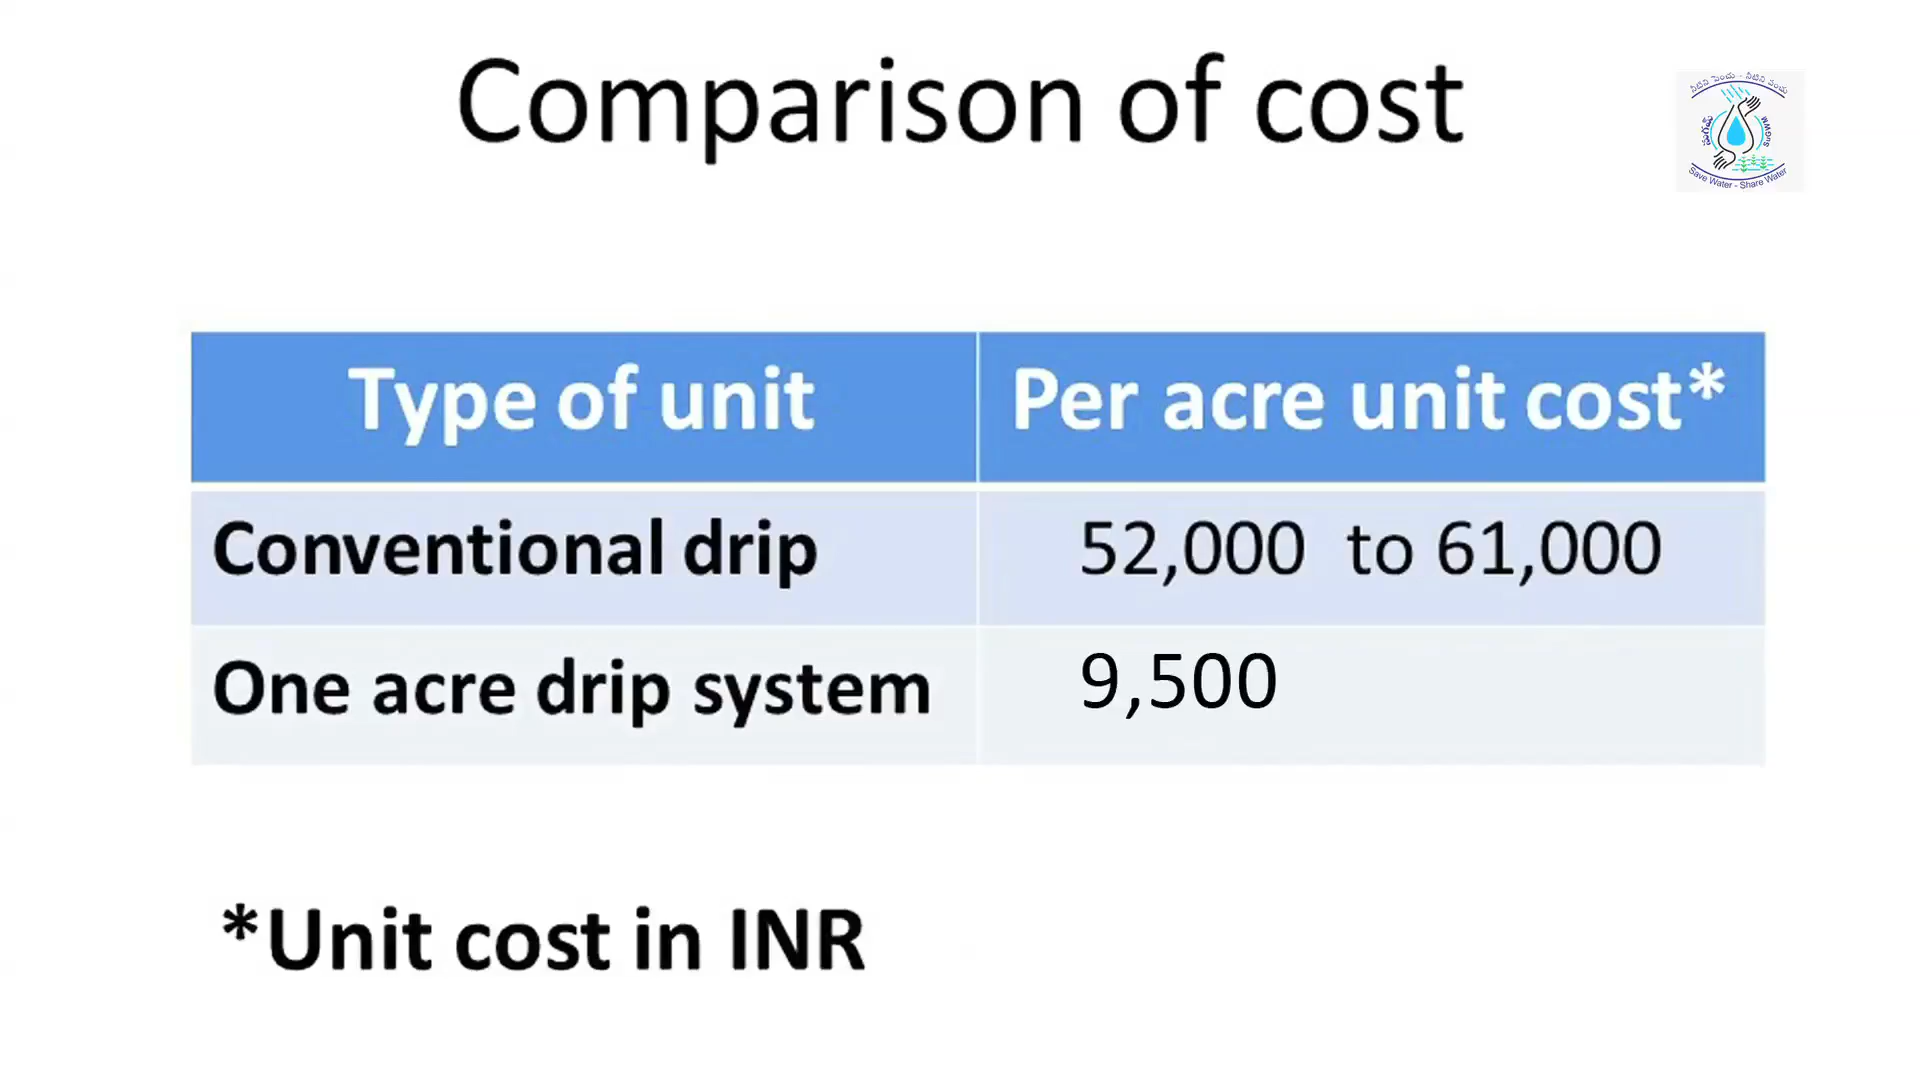 Comparison of cost
నీటిని పెంచు - నీటిని పంచు
SuGWM
Save Water - Share Water
Type of unit Per acre unit cost*
Conventional drip 52,000 to 61,000
One acre drip system 9,500
*Unit cost in INR